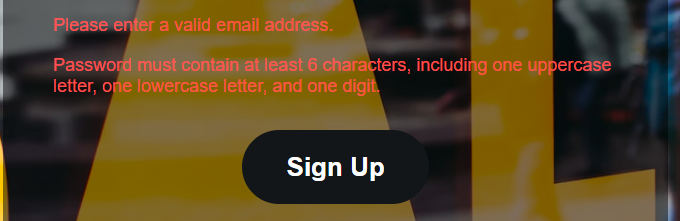 Please enter a valid email address.
Password must contain at least 6 characters, including one uppercase
letter, one lowercase letter, and one digit.
Sign Up